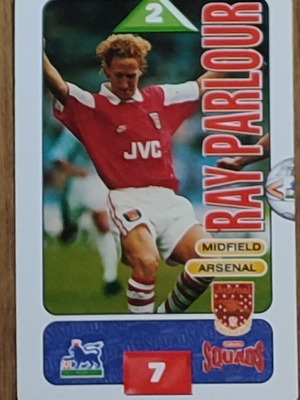 2
RAY PARLOUR
JVC
MIDFIELD
ARSENAL
SQUADS
7